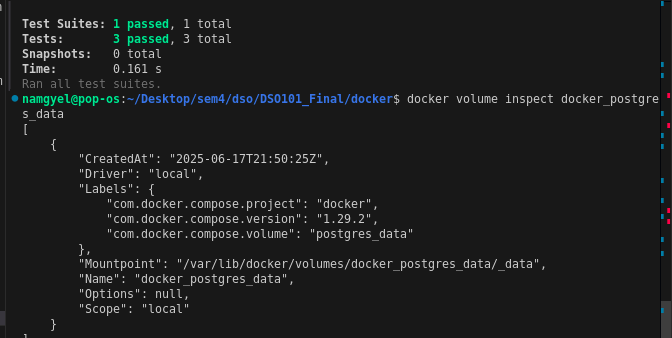 Test Suites: 1 passed, 1 total
Tests:       3 passed, 3 total
Snapshots:   0 total
Time:        0.161 s
Ran all test suites.
namgyel@pop-os:~/Desktop/sem4/dso/DSO101_Final/docker$ docker volume inspect docker_postgre
s_data
[
    {
        "CreatedAt": "2025-06-17T21:50:25Z",
        "Driver": "local",
        "Labels": {
            "com.docker.compose.project": "docker",
            "com.docker.compose.version": "1.29.2",
            "com.docker.compose.volume": "postgres_data"
        },
        "Mountpoint": "/var/lib/docker/volumes/docker_postgres_data/_data",
        "Name": "docker_postgres_data",
        "Options": null,
        "Scope": "local"
    }